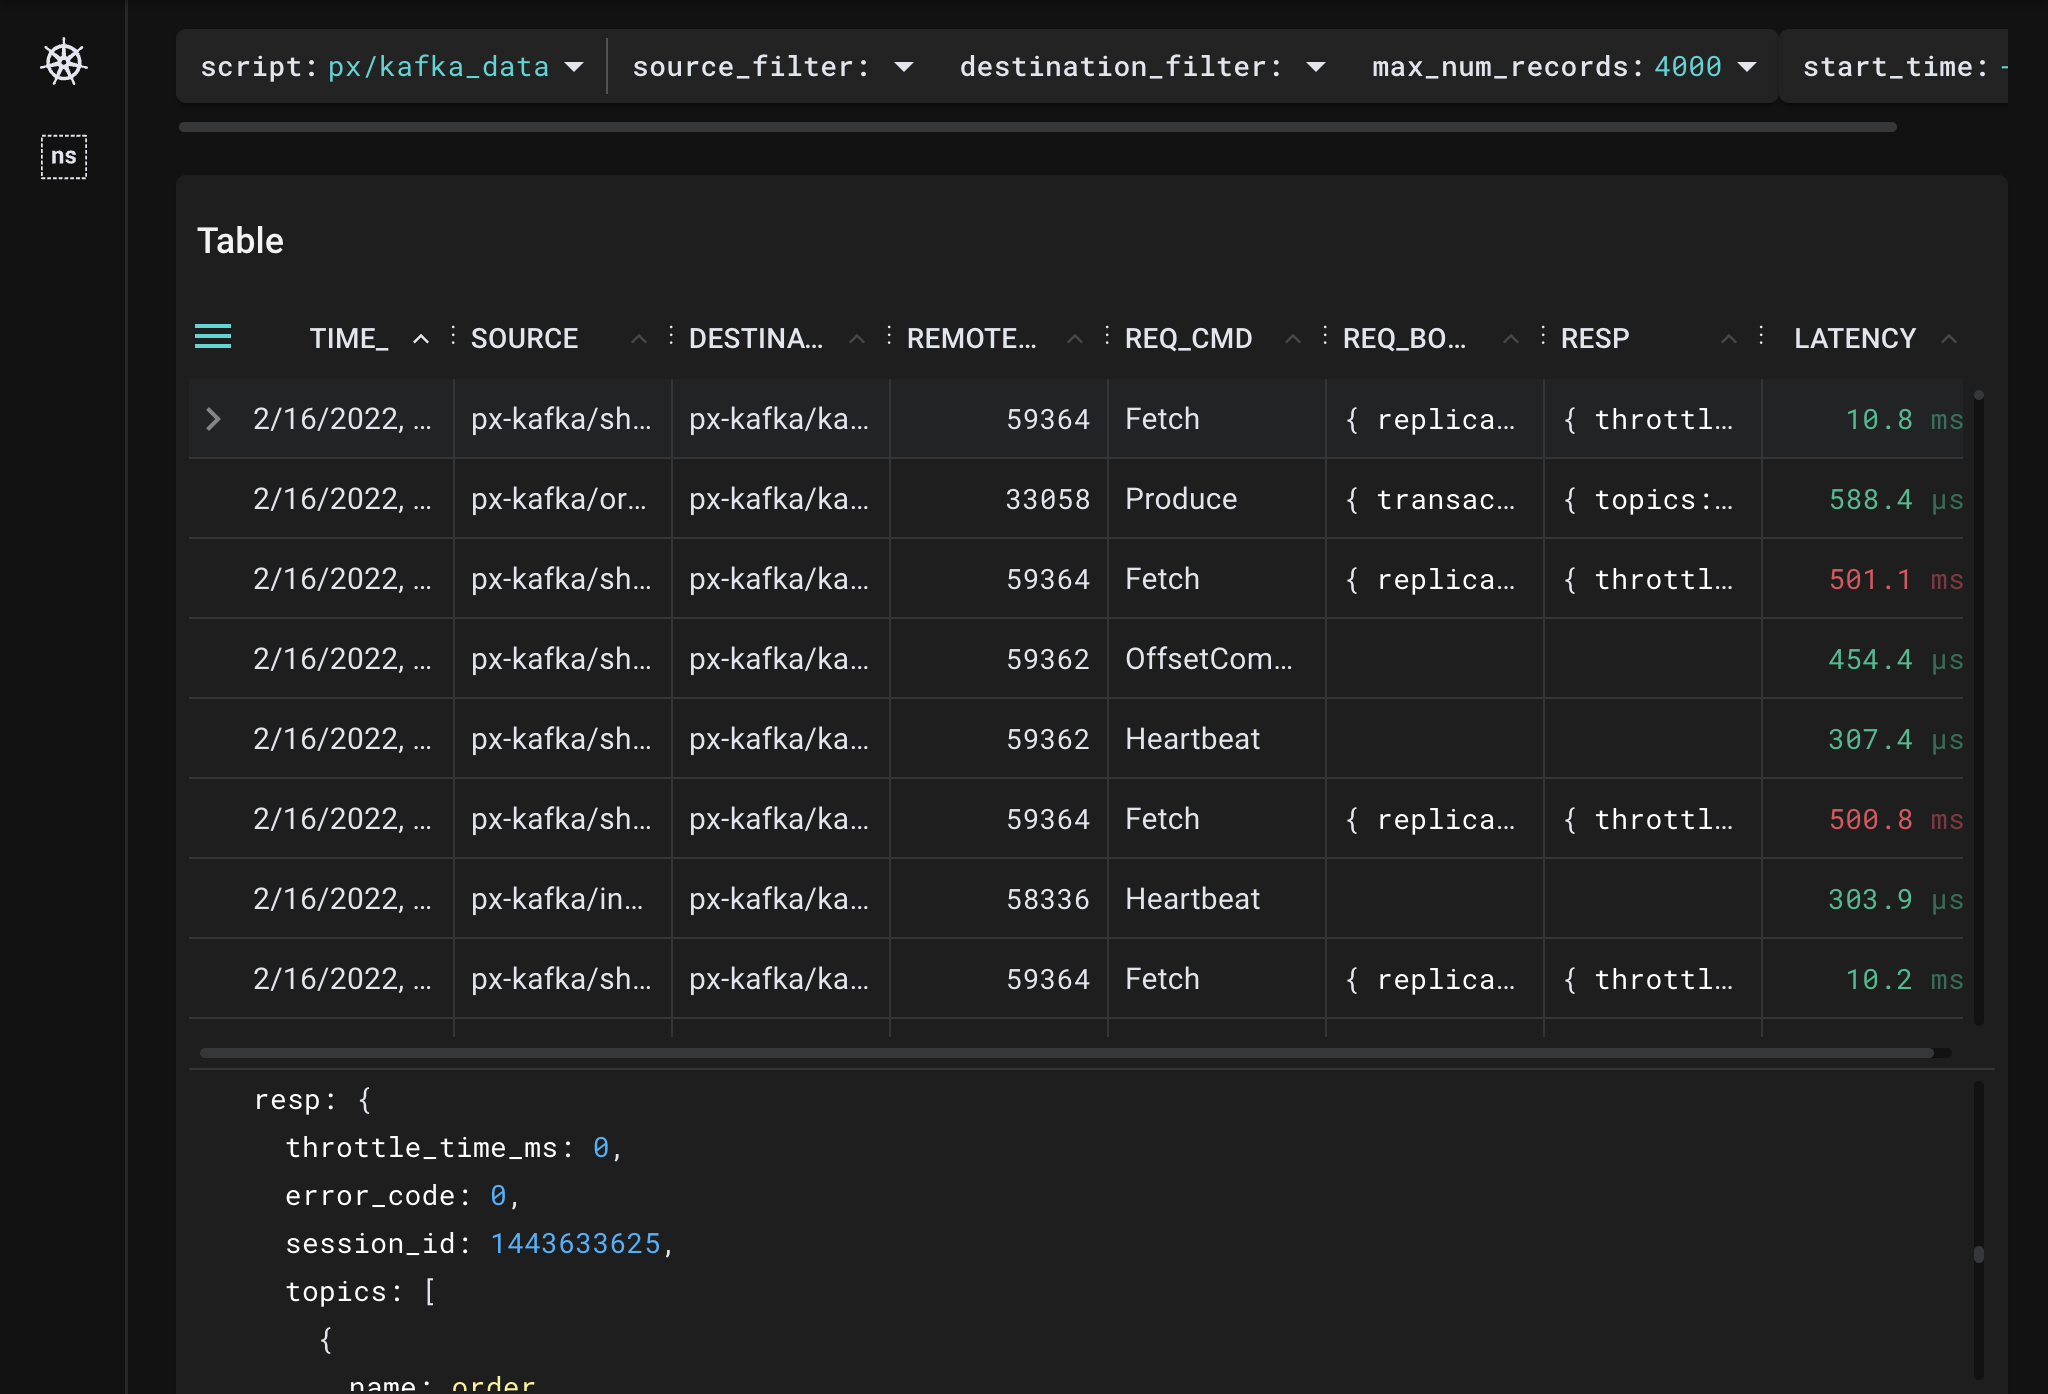 script: px/kafka_data source_filter: destination_filter: max_num_records: 4000 start_time: -
ns
Table
TIME_ SOURCE DESTINA... REMOTE... REQ_CMD REQ_BO... RESP LATENCY
2/16/2022, ... px-kafka/sh... px-kafka/ka... 59364 Fetch { replica... { throttl... 10.8 ms
2/16/2022, ... px-kafka/or... px-kafka/ka... 33058 Produce { transac... { topics:... 588.4 µs
2/16/2022, ... px-kafka/sh... px-kafka/ka... 59364 Fetch { replica... { throttl... 501.1 ms
2/16/2022, ... px-kafka/sh... px-kafka/ka... 59362 OffsetCom... 454.4 µs
2/16/2022, ... px-kafka/sh... px-kafka/ka... 59362 Heartbeat 307.4 µs
2/16/2022, ... px-kafka/sh... px-kafka/ka... 59364 Fetch { replica... { throttl... 500.8 ms
2/16/2022, ... px-kafka/in... px-kafka/ka... 58336 Heartbeat 303.9 µs
2/16/2022, ... px-kafka/sh... px-kafka/ka... 59364 Fetch { replica... { throttl... 10.2 ms
resp: {
throttle_time_ms: 0,
error_code: 0,
session_id: 1443633625,
topics: [
{
name: order